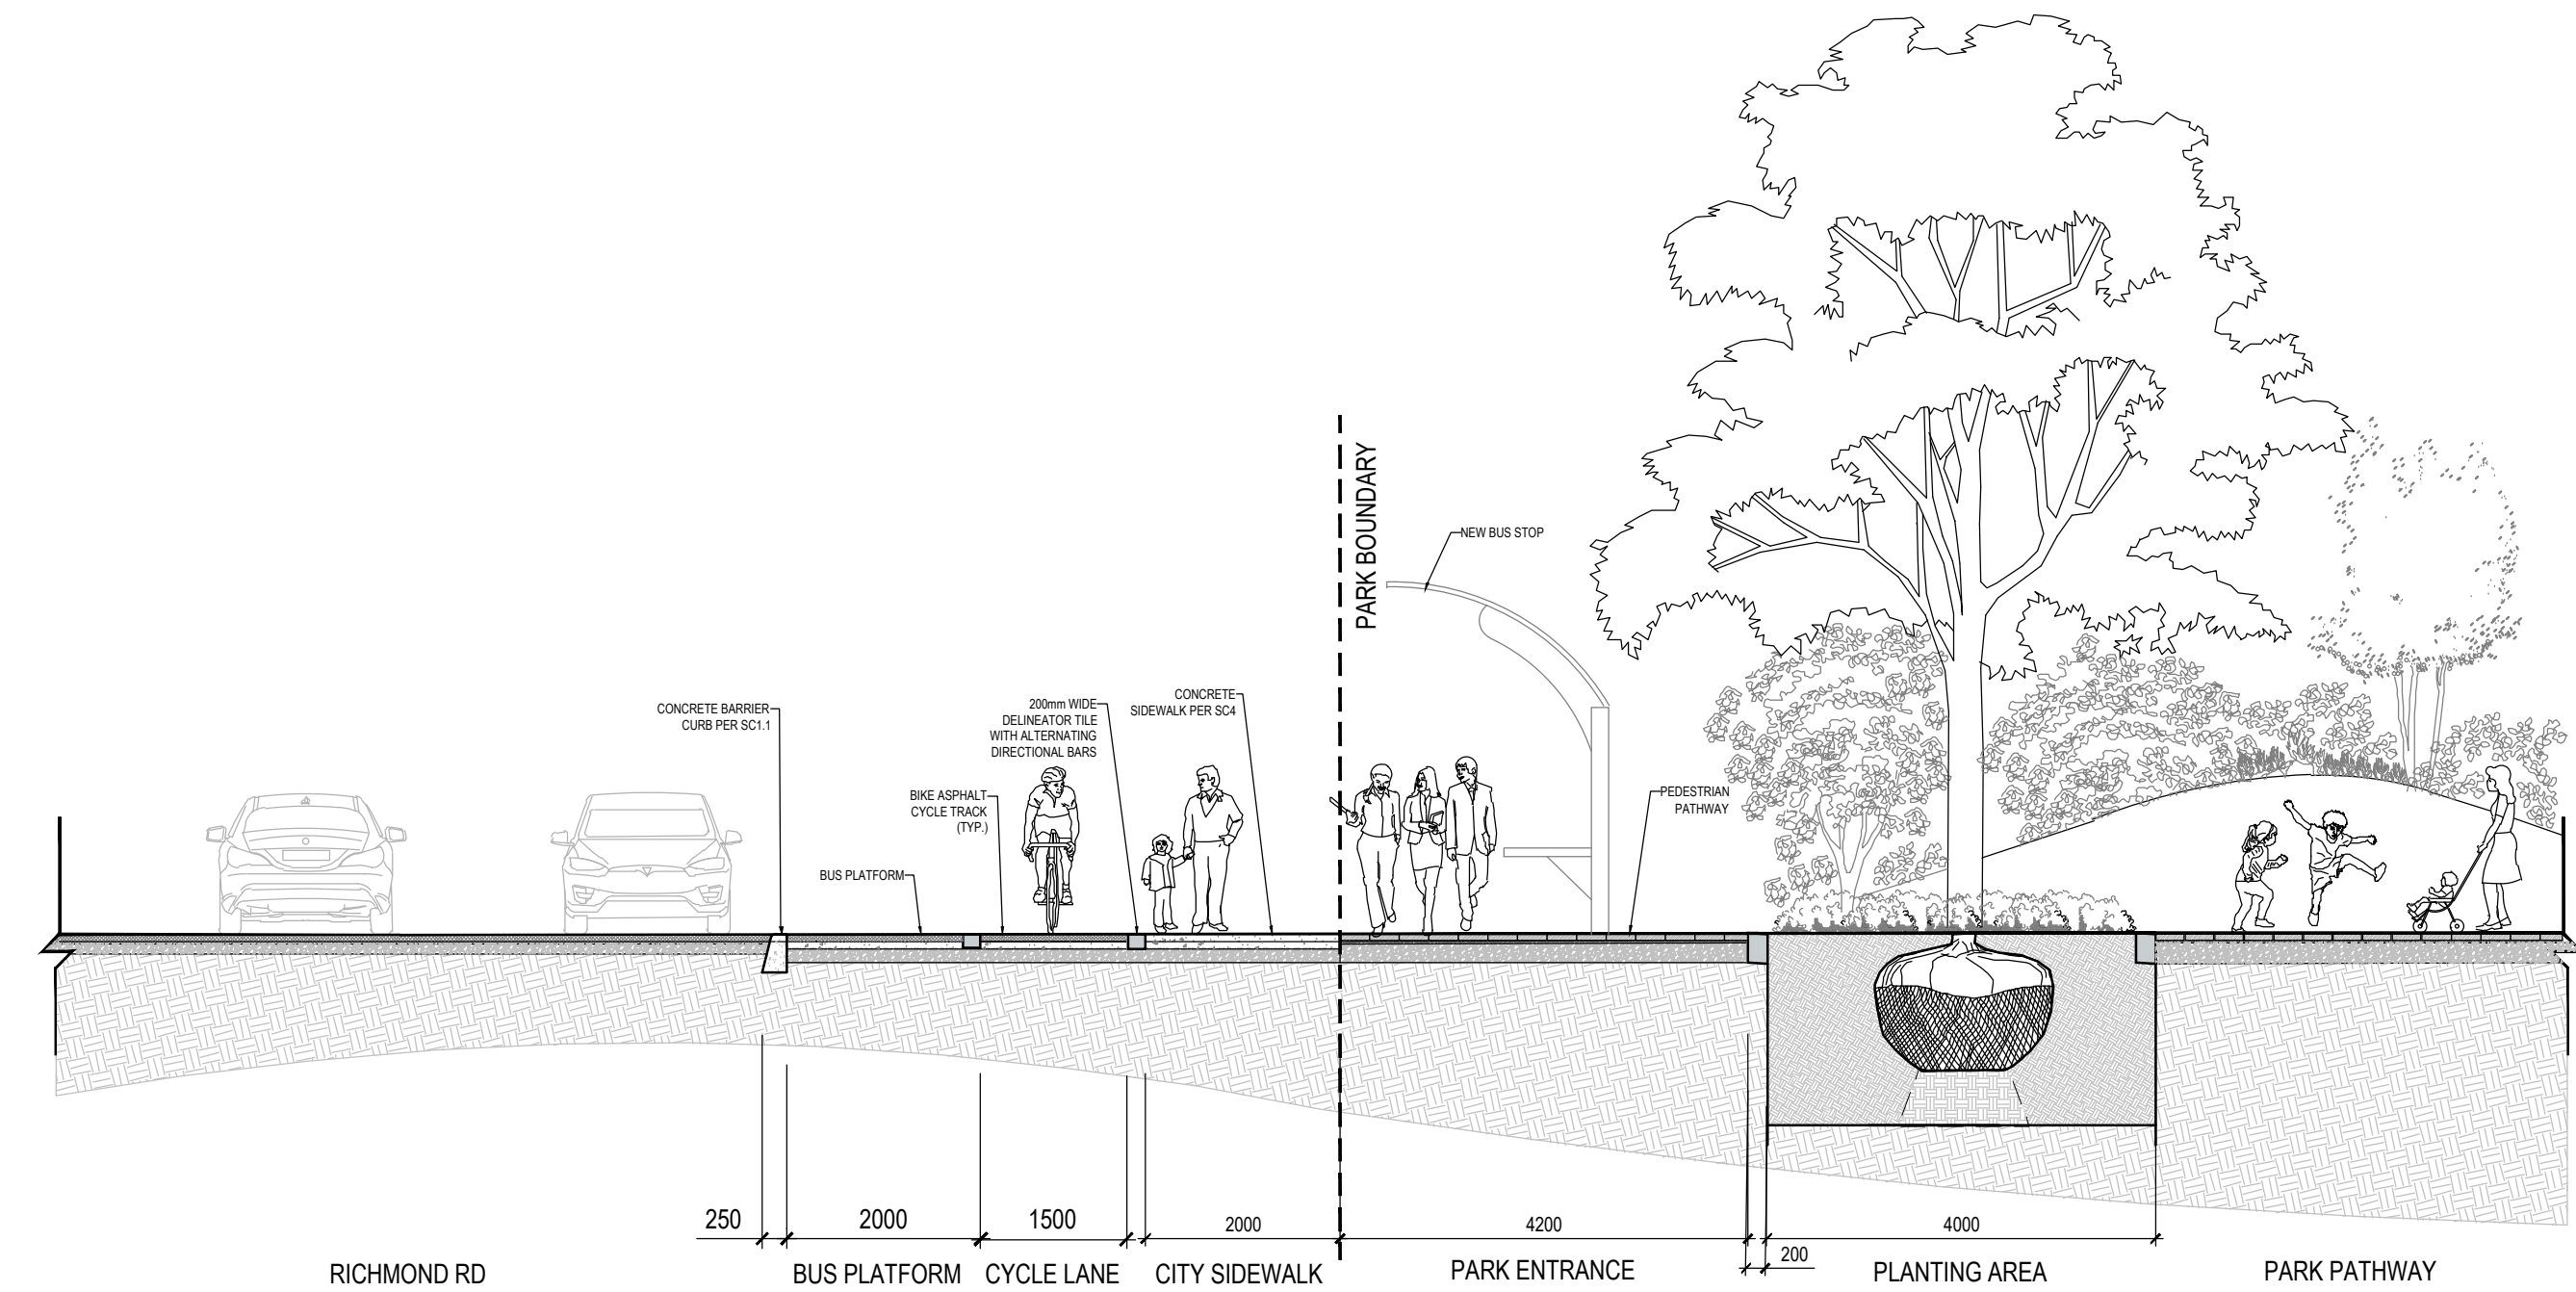 PARK BOUNDARY
NEW BUS STOP
CONCRETE BARRIER
CURB PER SC1.1
200mm WIDE
DELINEATOR TILE
WITH ALTERNATING
DIRECTIONAL BARS
CONCRETE
SIDEWALK PER SC4
BIKE ASPHALT
CYCLE TRACK
(TYP.)
BUS PLATFORM
PEDESTRIAN
PATHWAY
250
2000
1500
2000
4200
4000
200
RICHMOND RD
BUS PLATFORM
CYCLE LANE
CITY SIDEWALK
PARK ENTRANCE
PLANTING AREA
PARK PATHWAY